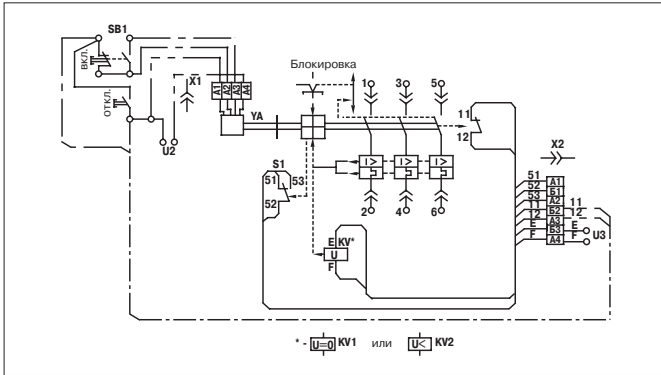 SB1
ВКЛ.
ОТКЛ.
X1
A1 A2 A3 A4
U2
YA
Блокировка
1 3 5
I> I> I>
2 4 6
11
12
S1
51 53
52
E KV*
U
F
X2
51 A1
52 Б1
53 A2
11 Б2 11
12 A3 12
E Б3 E
F A4 F
U3
* - U=0 KV1 или U< KV2